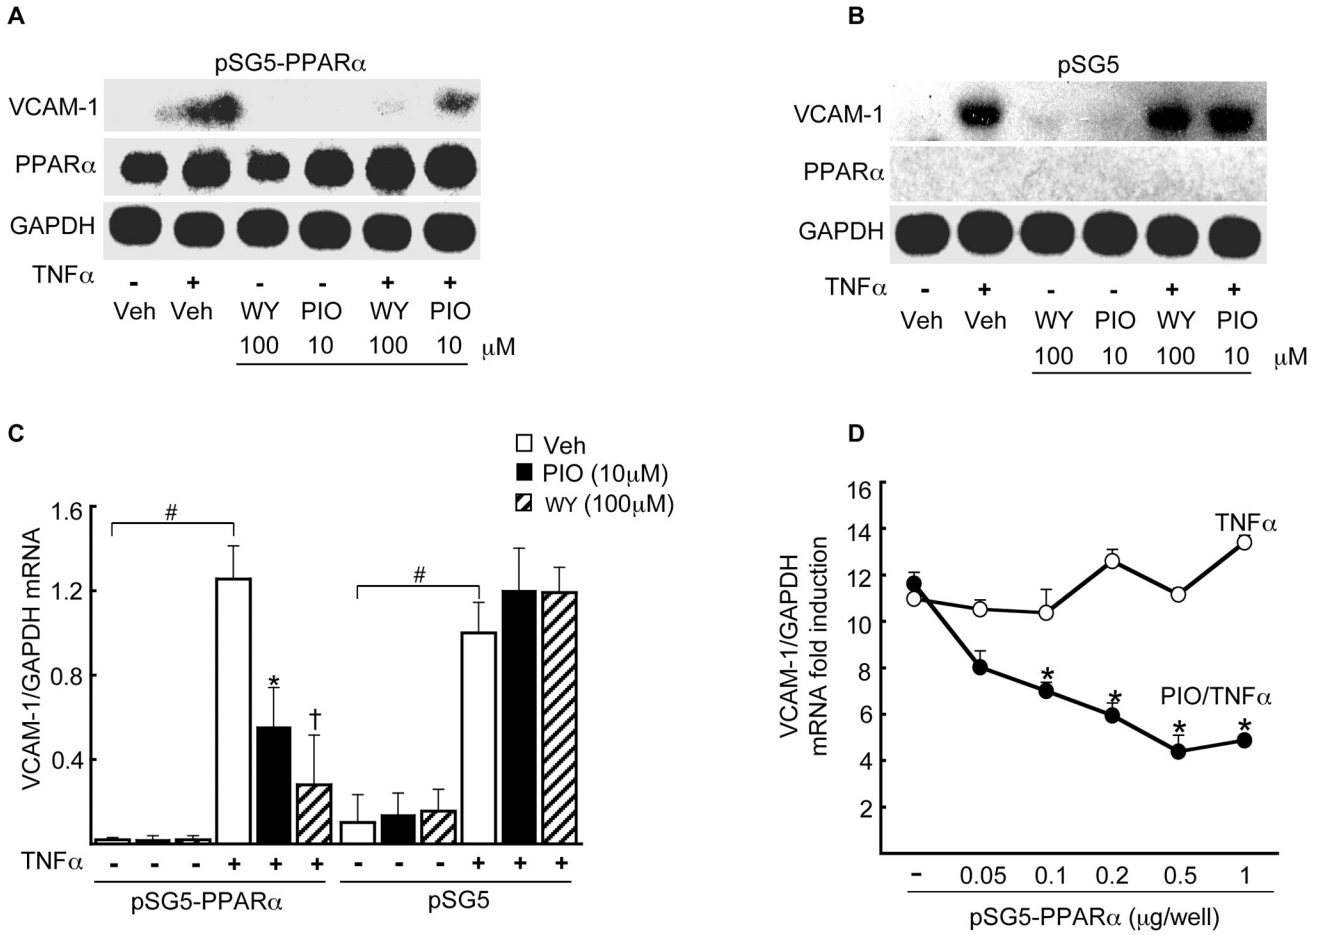 A
pSG5-PPARα
VCAM-1
PPARα
GAPDH
TNFα - + - - + +
Veh Veh WY PIO WY PIO
100 10 100 10 μM
B
pSG5
VCAM-1
PPARα
GAPDH
TNFα - + - - + +
Veh Veh WY PIO WY PIO
100 10 100 10 μM
C
Veh
PIO (10μM)
WY (100μM)
VCAM-1/GAPDH mRNA
1.6
1.2
0.8
0.4
#
*
†
#
TNFα - - - + + + - - - + + +
pSG5-PPARα pSG5
D
VCAM-1/GAPDH
mRNA fold induction
16
14
12
10
8
6
4
2
TNFα
PIO/TNFα
* * * *
- 0.05 0.1 0.2 0.5 1
pSG5-PPARα (μg/well)